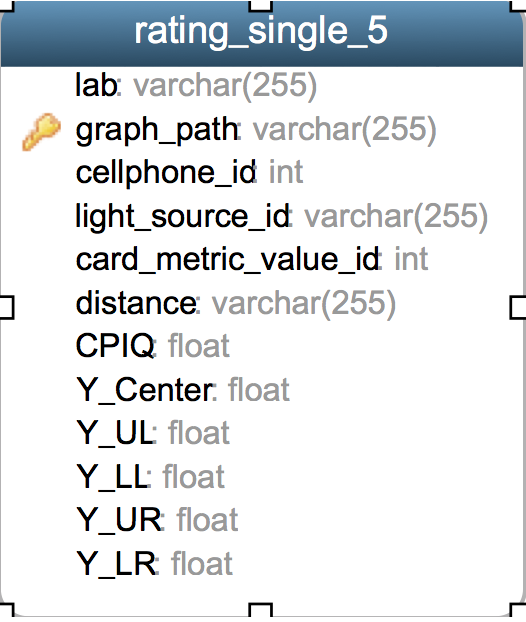 rating_single_5
lab: varchar(255)
graph_path: varchar(255)
cellphone_id: int
light_source_id: varchar(255)
card_metric_value_id: int
distance: varchar(255)
CPIQ: float
Y_Center: float
Y_UL: float
Y_LL: float
Y_UR: float
Y_LR: float